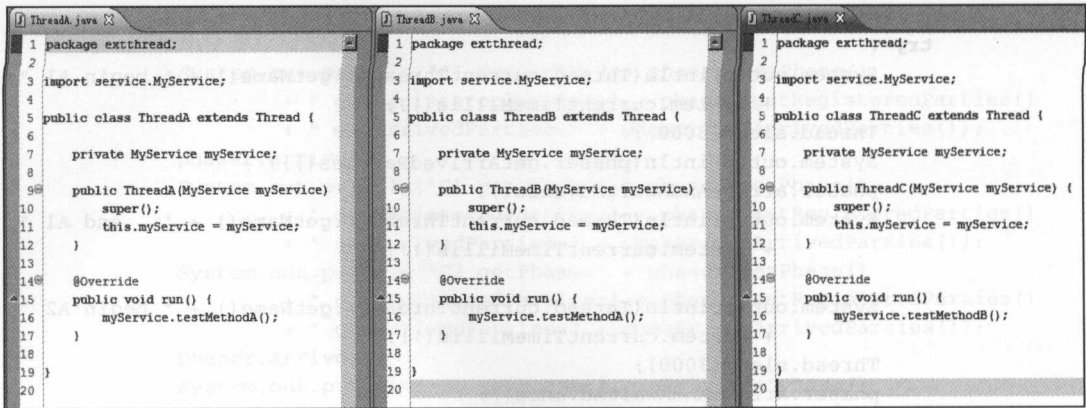 ThreadA.java
1 package extthread;
2
3 import service.MyService;
4
5 public class ThreadA extends Thread {
6
7 private MyService myService;
8
9 public ThreadA(MyService myService)
10 super();
11 this.myService = myService;
12 }
13
14 @Override
15 public void run() {
16 myService.testMethodA();
17 }
18
19 }
20
ThreadB.java
1 package extthread;
2
3 import service.MyService;
4
5 public class ThreadB extends Thread {
6
7 private MyService myService;
8
9 public ThreadB(MyService myService)
10 super();
11 this.myService = myService;
12 }
13
14 @Override
15 public void run() {
16 myService.testMethodA();
17 }
18
19 }
20
ThreadC.java
1 package extthread;
2
3 import service.MyService;
4
5 public class ThreadC extends Thread {
6
7 private MyService myService;
8
9 public ThreadC(MyService myService) {
10 super();
11 this.myService = myService;
12 }
13
14 @Override
15 public void run() {
16 myService.testMethodB();
17 }
18
19 }
20